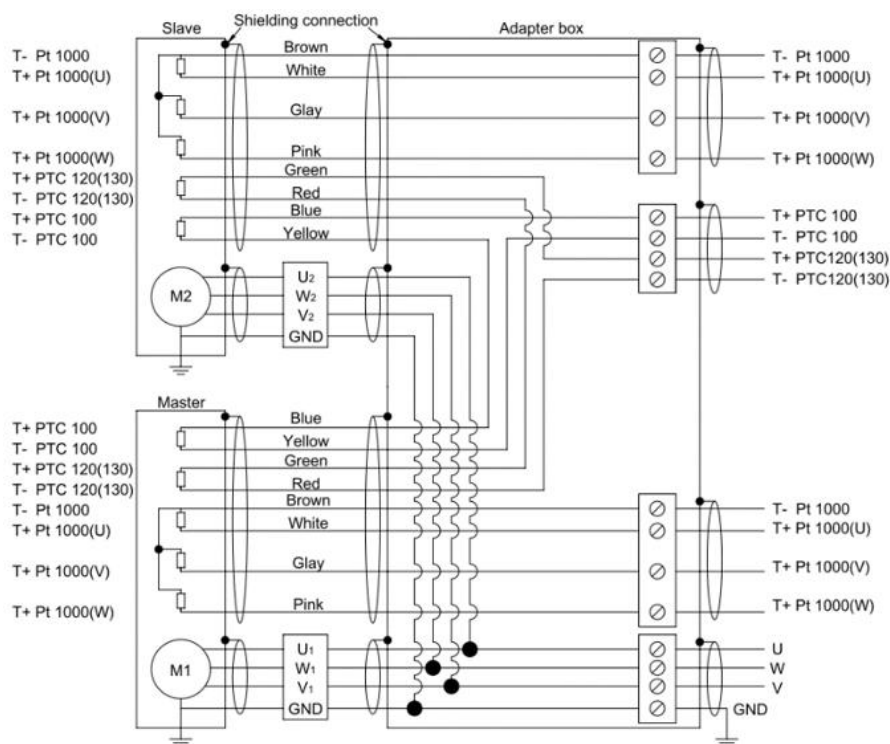 Shielding connection
Slave
Adapter box
T- Pt 1000
Brown
T- Pt 1000
T+ Pt 1000(U)
White
T+ Pt 1000(U)
T+ Pt 1000(V)
Glay
T+ Pt 1000(V)
T+ Pt 1000(W)
Pink
T+ Pt 1000(W)
T+ PTC 120(130)
Green
T- PTC 120(130)
Red
T+ PTC 100
Blue
T+ PTC 100
T- PTC 100
Yellow
T- PTC 100
T+ PTC120(130)
T- PTC120(130)
M2
U2
W2
V2
GND
Master
T+ PTC 100
Blue
T- PTC 100
Yellow
T+ PTC 120(130)
Green
T- PTC 120(130)
Red
T- Pt 1000
Brown
T- Pt 1000
T+ Pt 1000(U)
White
T+ Pt 1000(U)
T+ Pt 1000(V)
Glay
T+ Pt 1000(V)
T+ Pt 1000(W)
Pink
T+ Pt 1000(W)
M1
U1
U
W1
W
V1
V
GND
GND